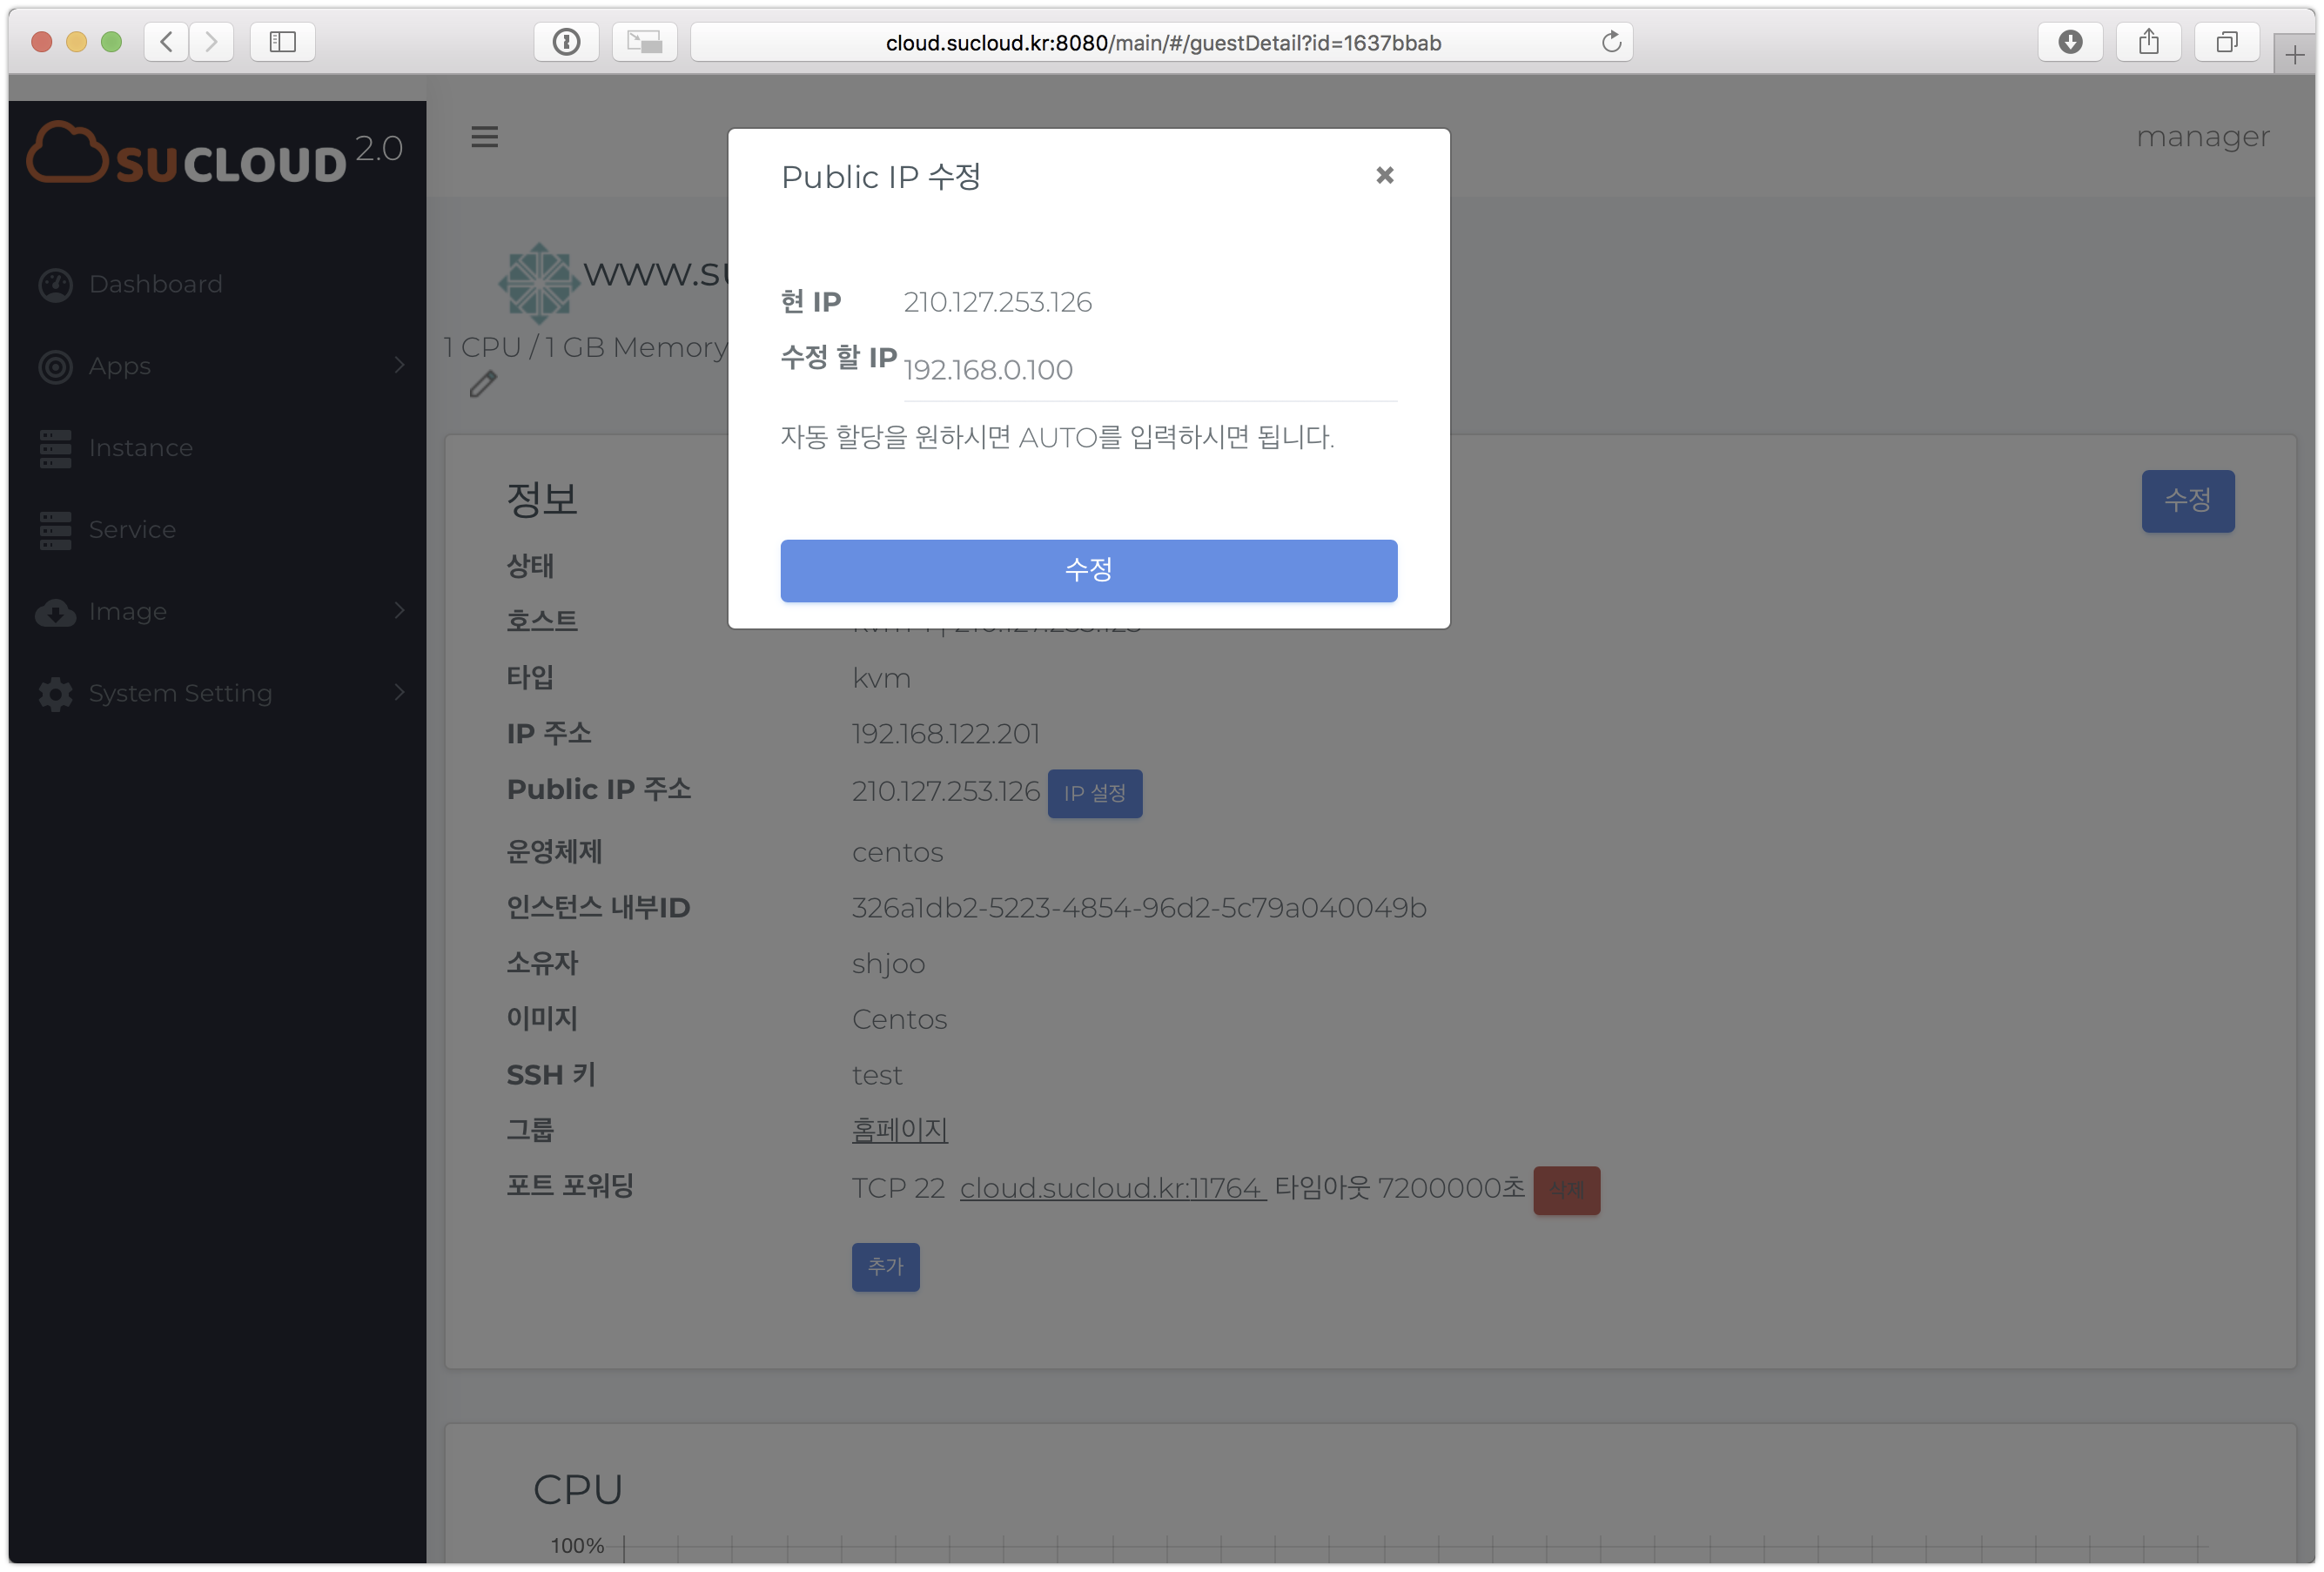 cloud.sucloud.kr:8080/main/#/guestDetail?id=1637bbab
SUCLOUD 2.0
manager
Dashboard
Apps
Instance
Service
Image
System Setting
www.su
1 CPU / 1 GB Memory
Public IP 수정
현 IP 210.127.253.126
수정 할 IP 192.168.0.100
자동 할당을 원하시면 AUTO를 입력하시면 됩니다.
수정
정보
수정
상태
호스트
타입 kvm
IP 주소 192.168.122.201
Public IP 주소 210.127.253.126 IP 설정
운영체제 centos
인스턴스 내부ID 326a1db2-5223-4854-96d2-5c79a040049b
소유자 shjoo
이미지 Centos
SSH 키 test
그룹 홈페이지
포트 포워딩 TCP 22 cloud.sucloud.kr:11764 타임아웃 7200000초 삭제
추가
CPU
100%